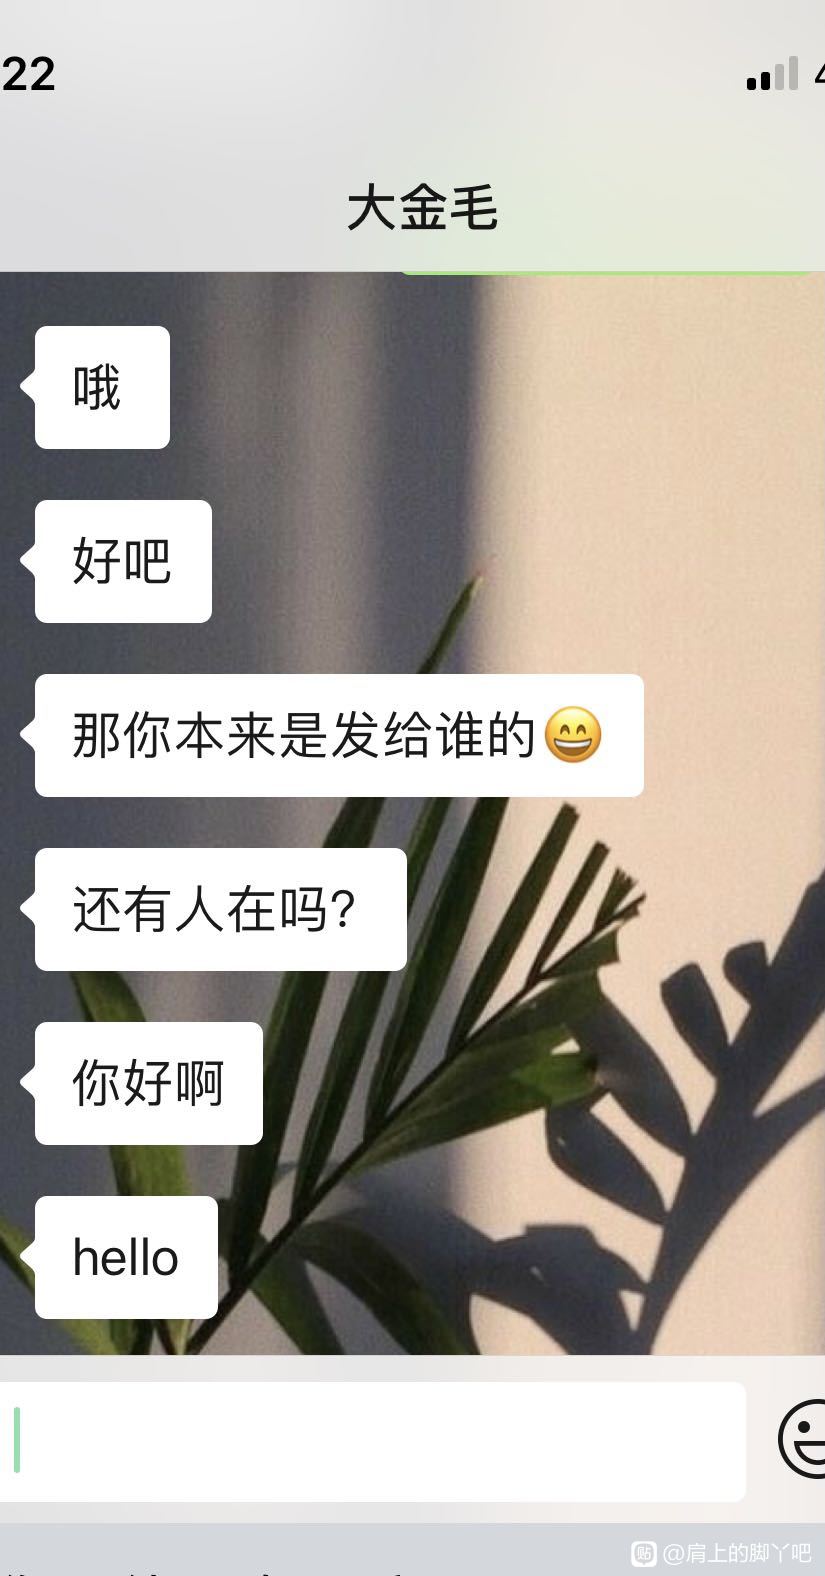 22
大金毛
哦
好吧
那你本来是发给谁的😄
还有人在吗?
你好啊
hello
贴 @肩上的脚丫吧